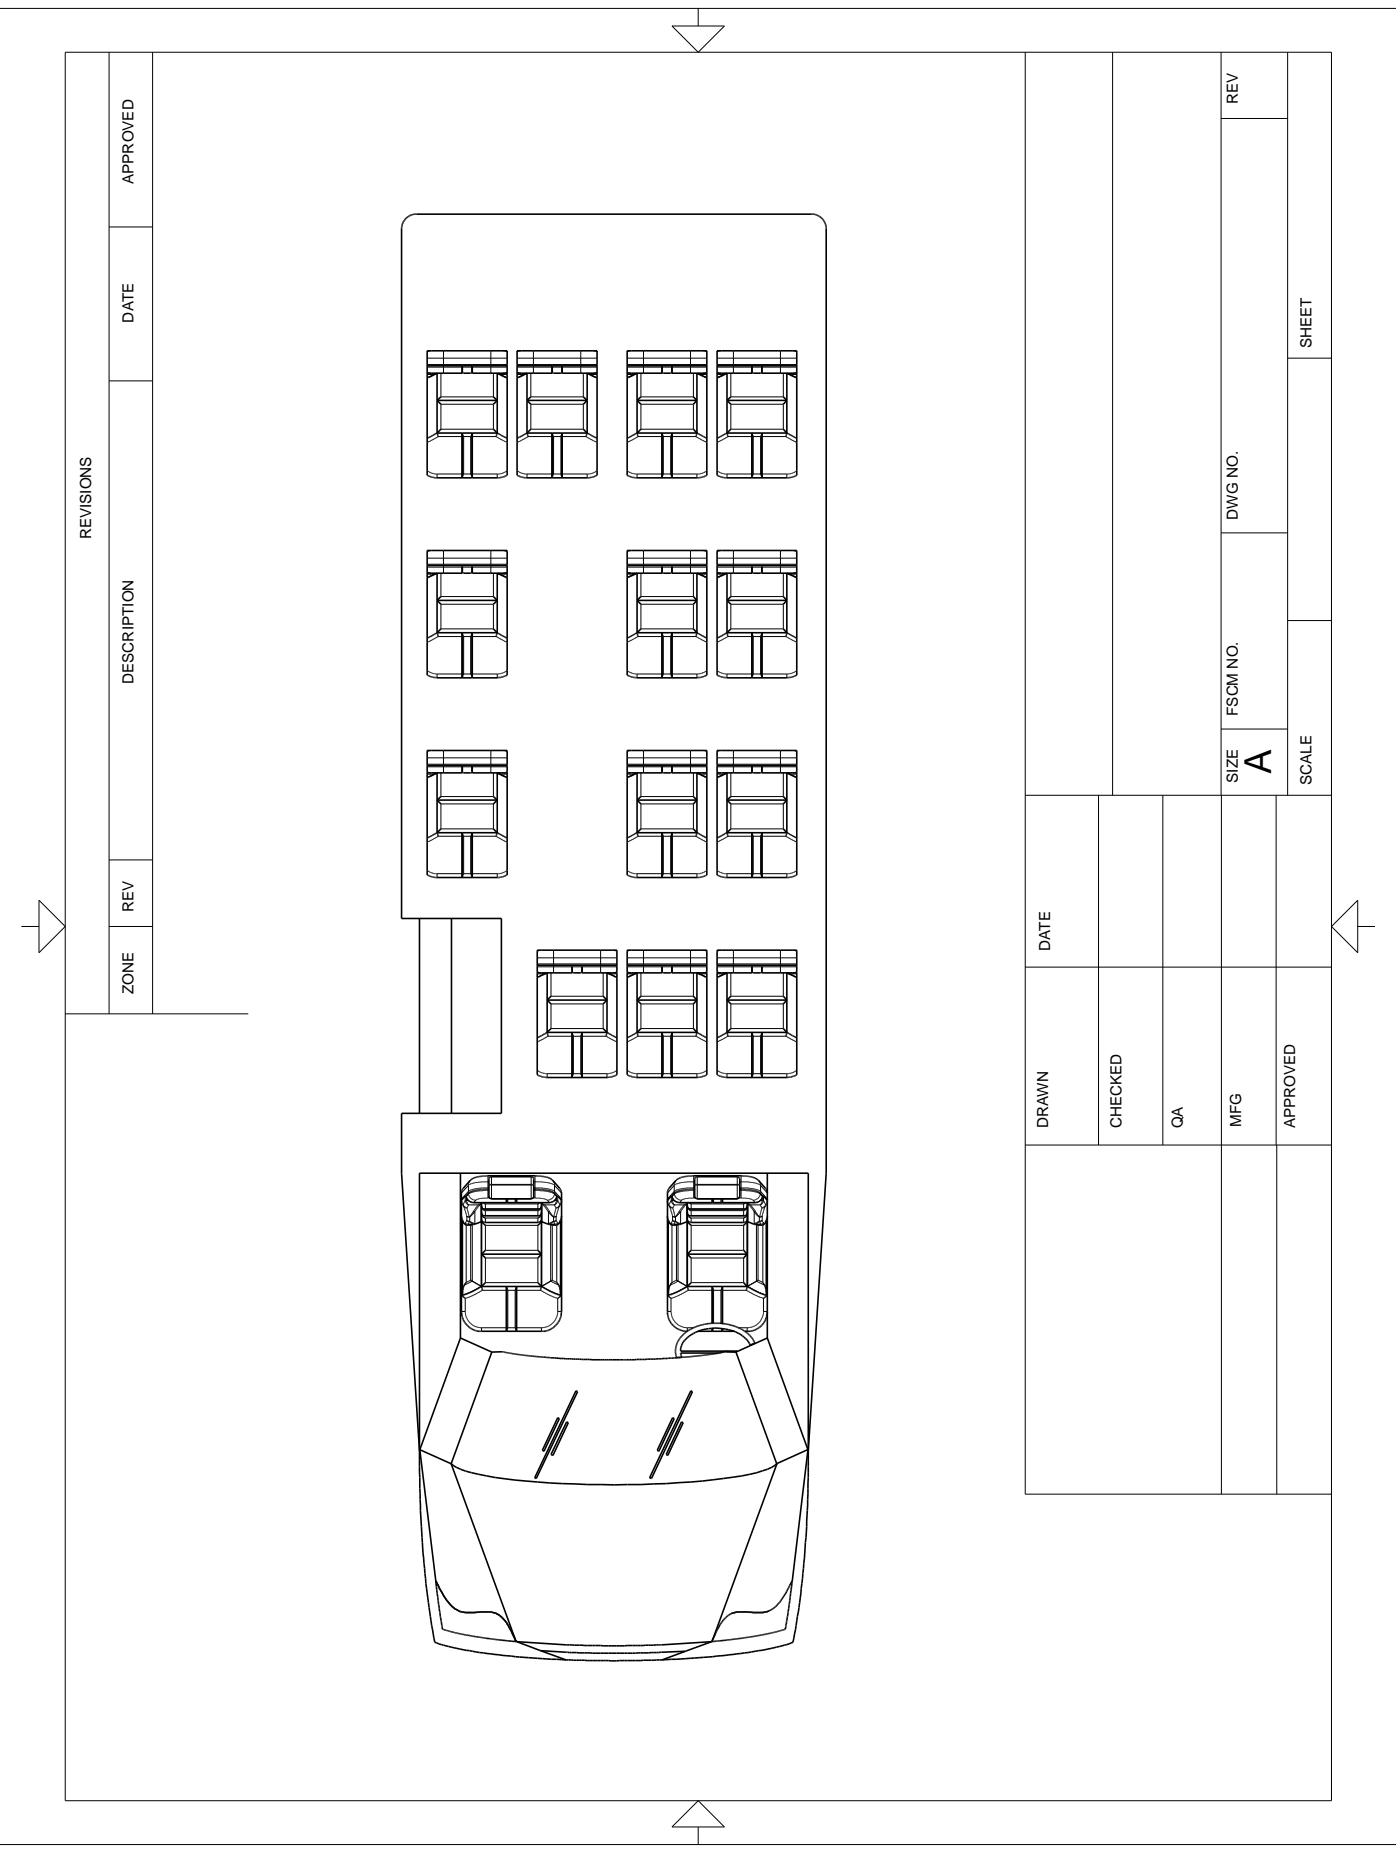 REVISIONS
ZONE REV DESCRIPTION DATE APPROVED
DRAWN DATE
CHECKED
QA
MFG
APPROVED
SIZE FSCM NO. DWG NO. REV
A
SCALE SHEET